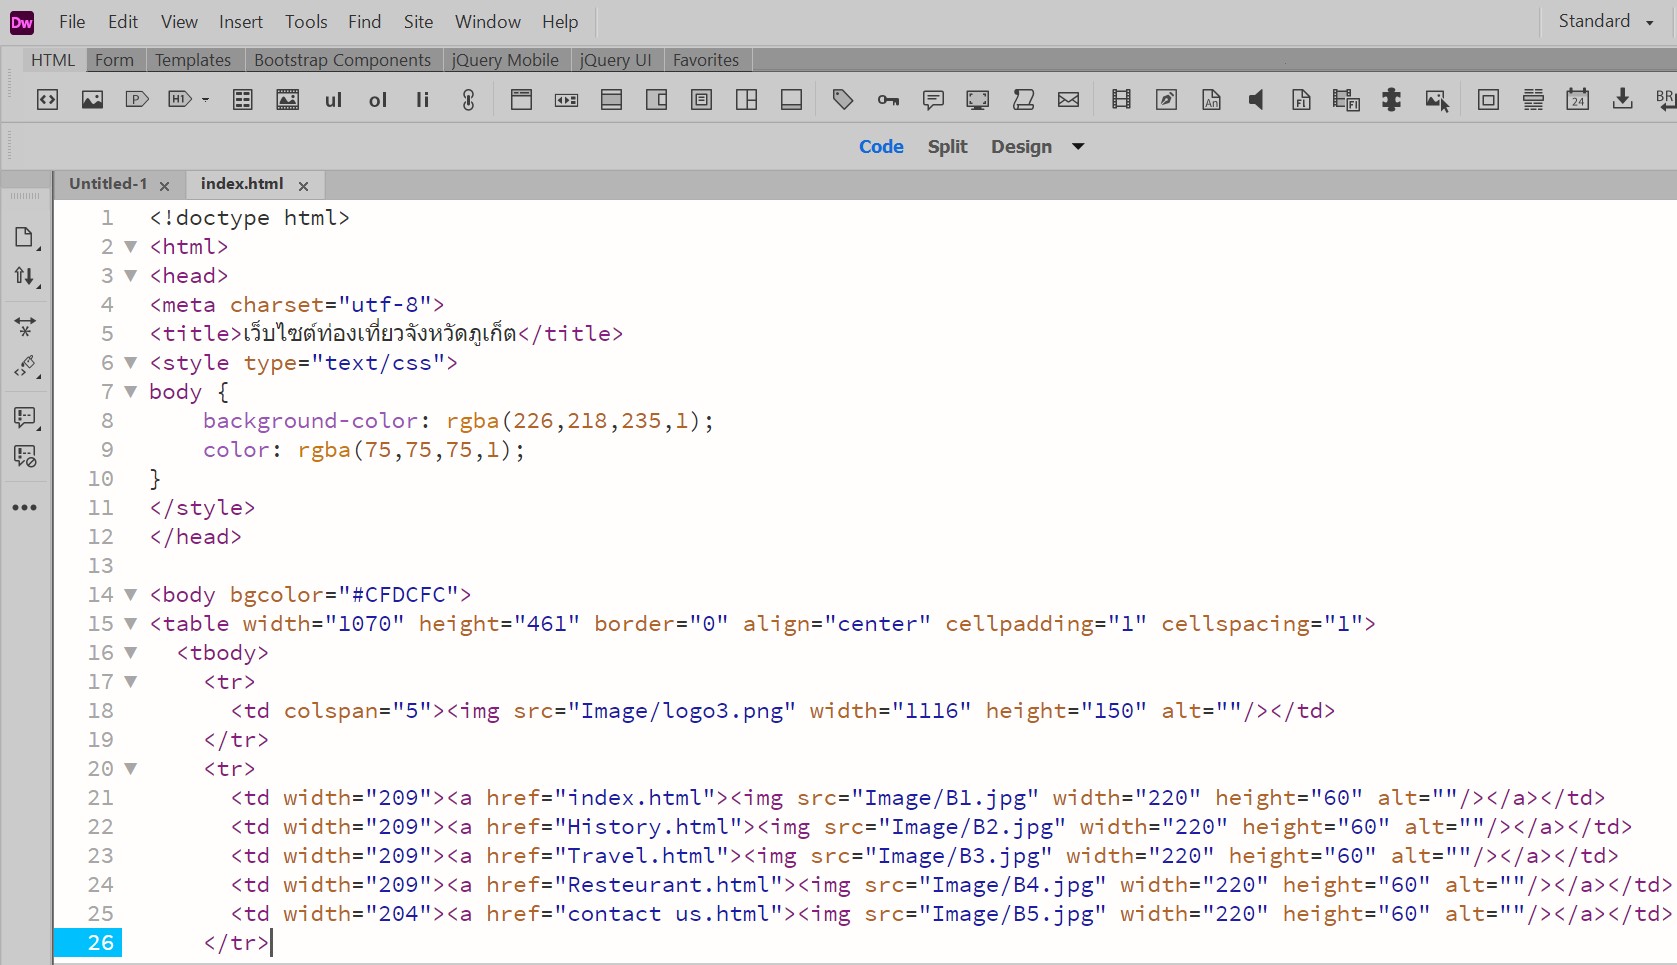 Dw File Edit View Insert Tools Find Site Window Help Standard
HTML Form Templates Bootstrap Components jQuery Mobile jQuery UI Favorites
P H1 ul ol li An Fl Fl 24 BR
Code Split Design
Untitled-1 × index.html ×
1 <!doctype html>
2 <html>
3 <head>
4 <meta charset="utf-8">
5 <title>เว็บไซต์ท่องเที่ยวจังหวัดภูเก็ต</title>
6 <style type="text/css">
7 body {
8 background-color: rgba(226,218,235,1);
9 color: rgba(75,75,75,1);
10 }
11 </style>
12 </head>
13
14 <body bgcolor="#CFDCFC">
15 <table width="1070" height="461" border="0" align="center" cellpadding="1" cellspacing="1">
16 <tbody>
17 <tr>
18 <td colspan="5"><img src="Image/logo3.png" width="1116" height="150" alt=""/></td>
19 </tr>
20 <tr>
21 <td width="209"><a href="index.html"><img src="Image/B1.jpg" width="220" height="60" alt=""/></a></td>
22 <td width="209"><a href="History.html"><img src="Image/B2.jpg" width="220" height="60" alt=""/></a></td>
23 <td width="209"><a href="Travel.html"><img src="Image/B3.jpg" width="220" height="60" alt=""/></a></td>
24 <td width="209"><a href="Resteurant.html"><img src="Image/B4.jpg" width="220" height="60" alt=""/></a></td>
25 <td width="204"><a href="contact us.html"><img src="Image/B5.jpg" width="220" height="60" alt=""/></a></td>
26 </tr>